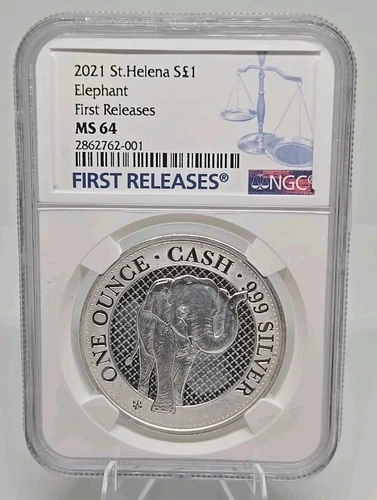 2021 St.Helena S£1
Elephant
First Releases
MS 64
2862762-001
FIRST RELEASES®
NGC
ONE OUNCE · CASH · 999 SILVER